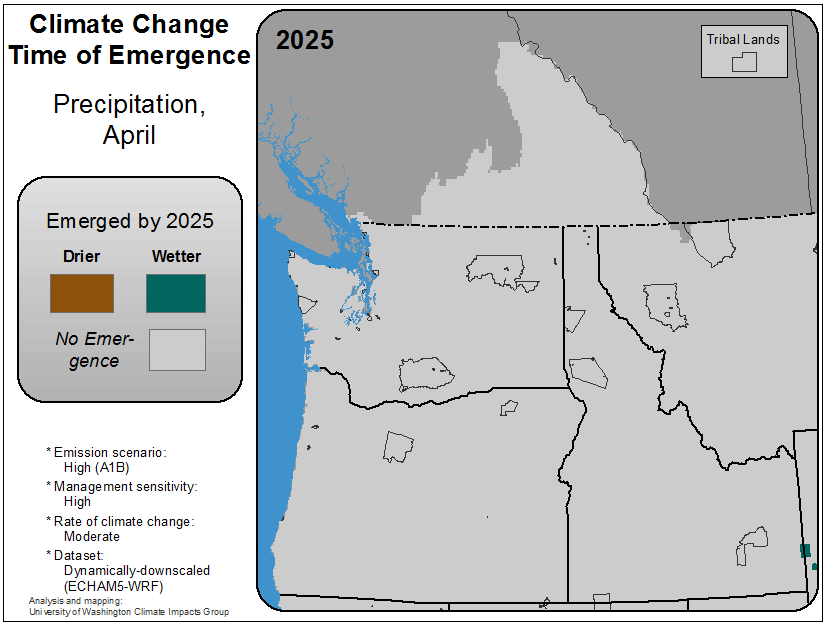 Climate Change
Time of Emergence
Precipitation,
April
Emerged by 2025
Drier
Wetter
No Emer-
gence
* Emission scenario:
High (A1B)
* Management sensitivity:
High
* Rate of climate change:
Moderate
* Dataset:
Dynamically-downscaled
(ECHAM5-WRF)
Analysis and mapping:
University of Washington Climate Impacts Group
2025
Tribal Lands